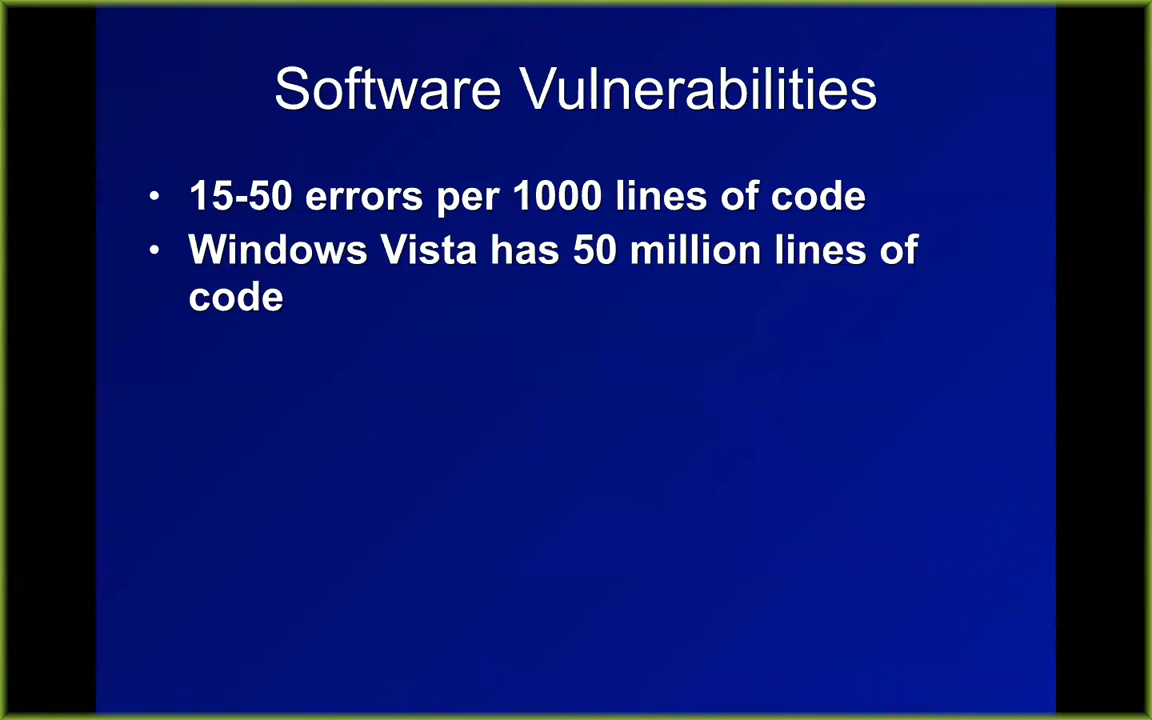 Software Vulnerabilities
• 15-50 errors per 1000 lines of code
• Windows Vista has 50 million lines of
code